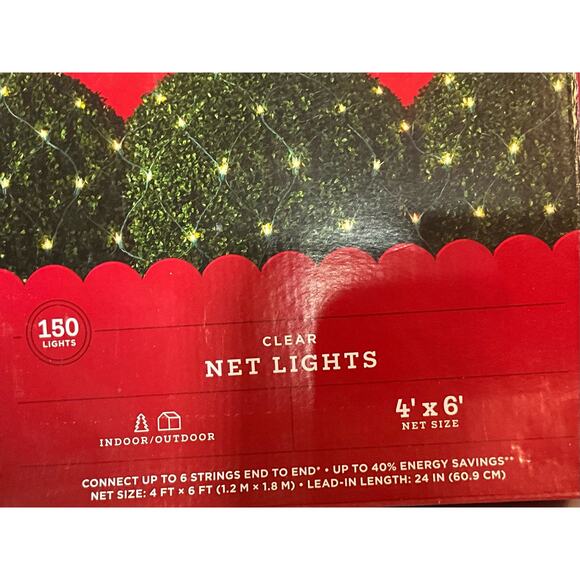 150
LIGHTS
CLEAR
NET LIGHTS
INDOOR/OUTDOOR
4' x 6'
NET SIZE
CONNECT UP TO 6 STRINGS END TO END* • UP TO 40% ENERGY SAVINGS**
NET SIZE: 4 FT × 6 FT (1.2 M × 1.8 M) • LEAD-IN LENGTH: 24 IN (60.9 CM)